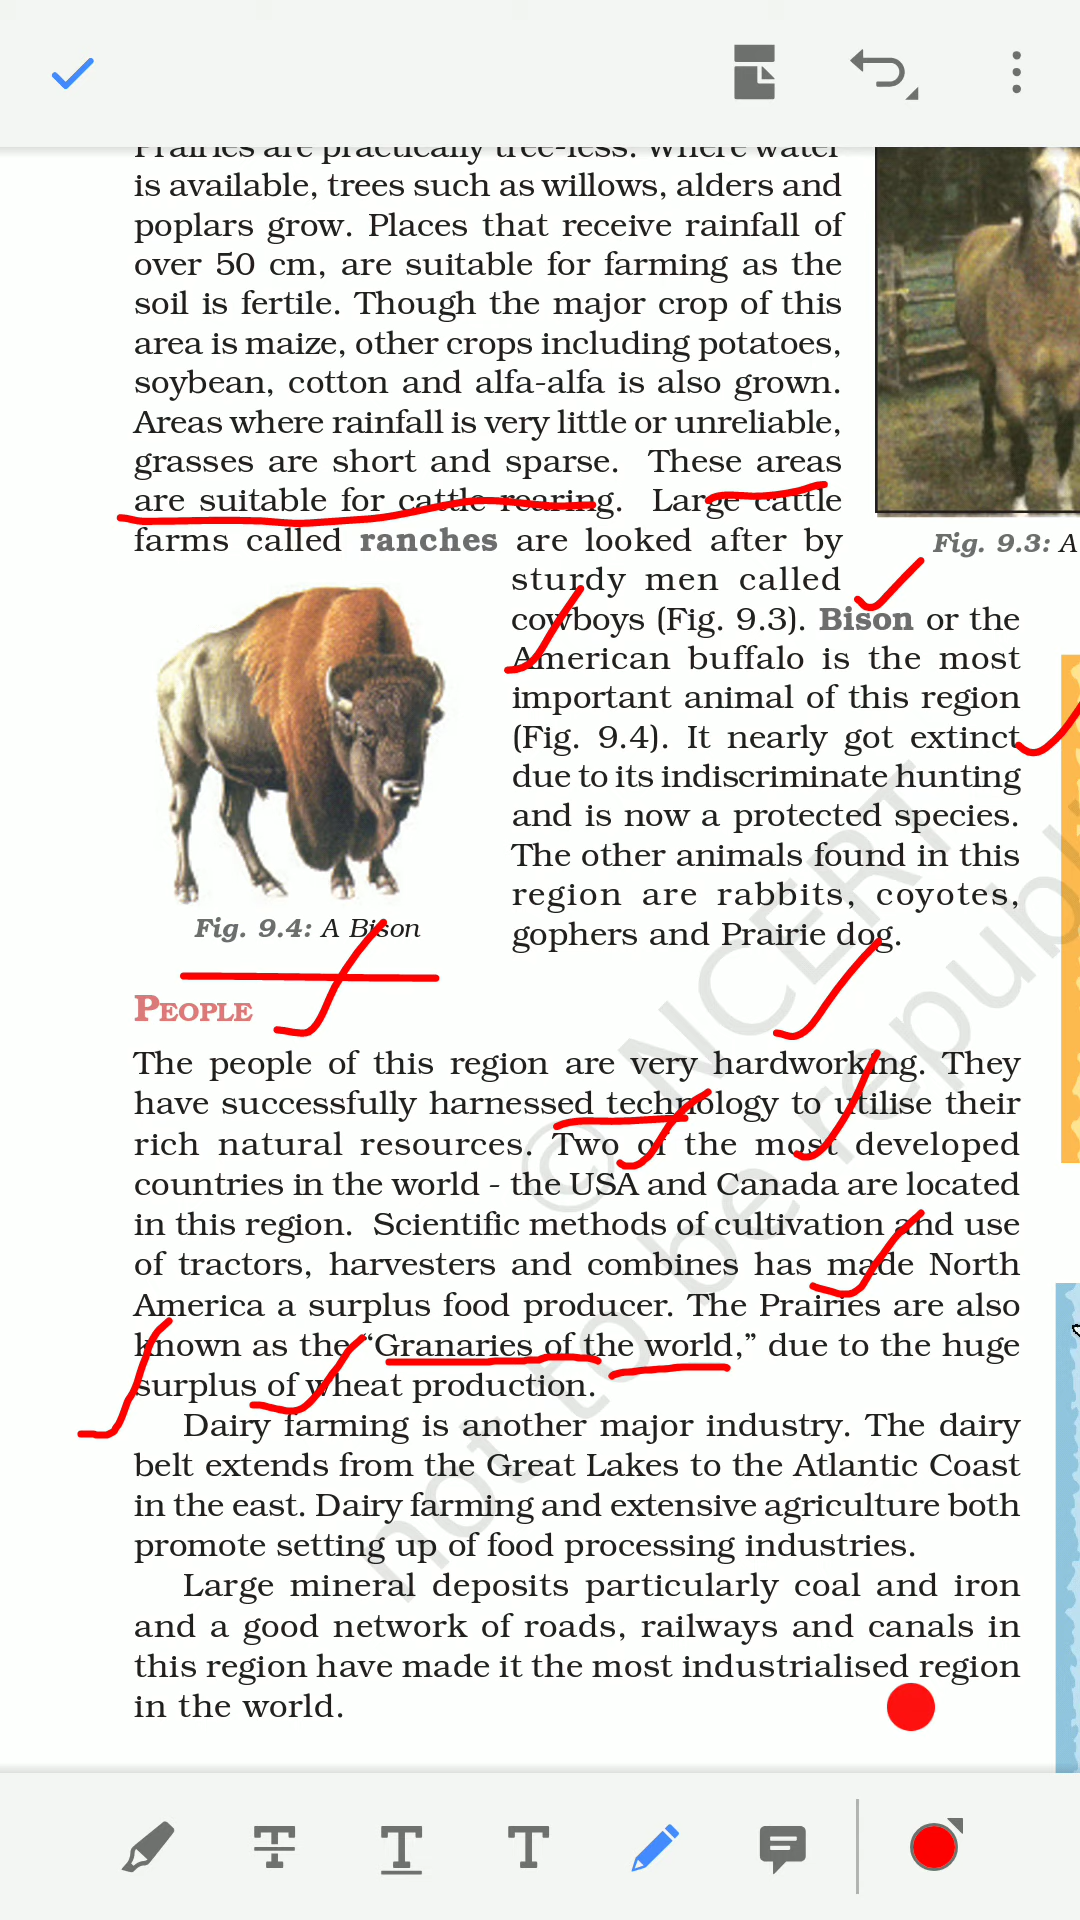 Prairies are practically tree-less. Where water
is available, trees such as willows, alders and
poplars grow. Places that receive rainfall of
over 50 cm, are suitable for farming as the
soil is fertile. Though the major crop of this
area is maize, other crops including potatoes,
soybean, cotton and alfa-alfa is also grown.
Areas where rainfall is very little or unreliable,
grasses are short and sparse. These areas
are suitable for cattle rearing. Large cattle
farms called ranches are looked after by
sturdy men called
cowboys (Fig. 9.3). Bison or the
American buffalo is the most
important animal of this region
(Fig. 9.4). It nearly got extinct
due to its indiscriminate hunting
and is now a protected species.
The other animals found in this
region are rabbits, coyotes,
gophers and Prairie dog.
Fig. 9.3: A
Fig. 9.4: A Bison
PEOPLE
The people of this region are very hardworking. They
have successfully harnessed technology to utilise their
rich natural resources. Two of the most developed
countries in the world - the USA and Canada are located
in this region. Scientific methods of cultivation and use
of tractors, harvesters and combines has made North
America a surplus food producer. The Prairies are also
known as the “Granaries of the world,” due to the huge
surplus of wheat production.
Dairy farming is another major industry. The dairy
belt extends from the Great Lakes to the Atlantic Coast
in the east. Dairy farming and extensive agriculture both
promote setting up of food processing industries.
Large mineral deposits particularly coal and iron
and a good network of roads, railways and canals in
this region have made it the most industrialised region
in the world.
© NCERT
not to be republ